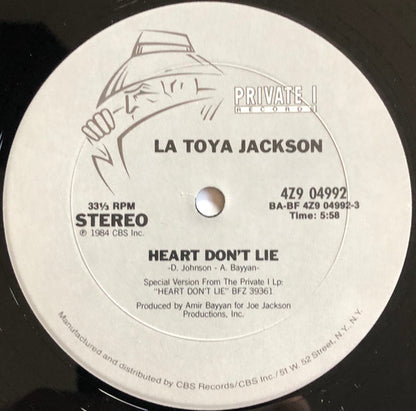 PRIVATE I
RECORDS
LA TOYA JACKSON
4Z9 04992
33⅓ RPM
BA-BF 4Z9 04992-3
STEREO
Time: 5:58
℗ 1984 CBS Inc.
HEART DON'T LIE
-D. Johnson - A. Bayyan-
Special Version From The Private I Lp:
"HEART DON'T LIE" BFZ 39361
Produced by Amir Bayyan for Joe Jackson
Productions, Inc.
Manufactured and distributed by CBS Records/CBS Inc./51 W. 52 Street, N.Y., N.Y.